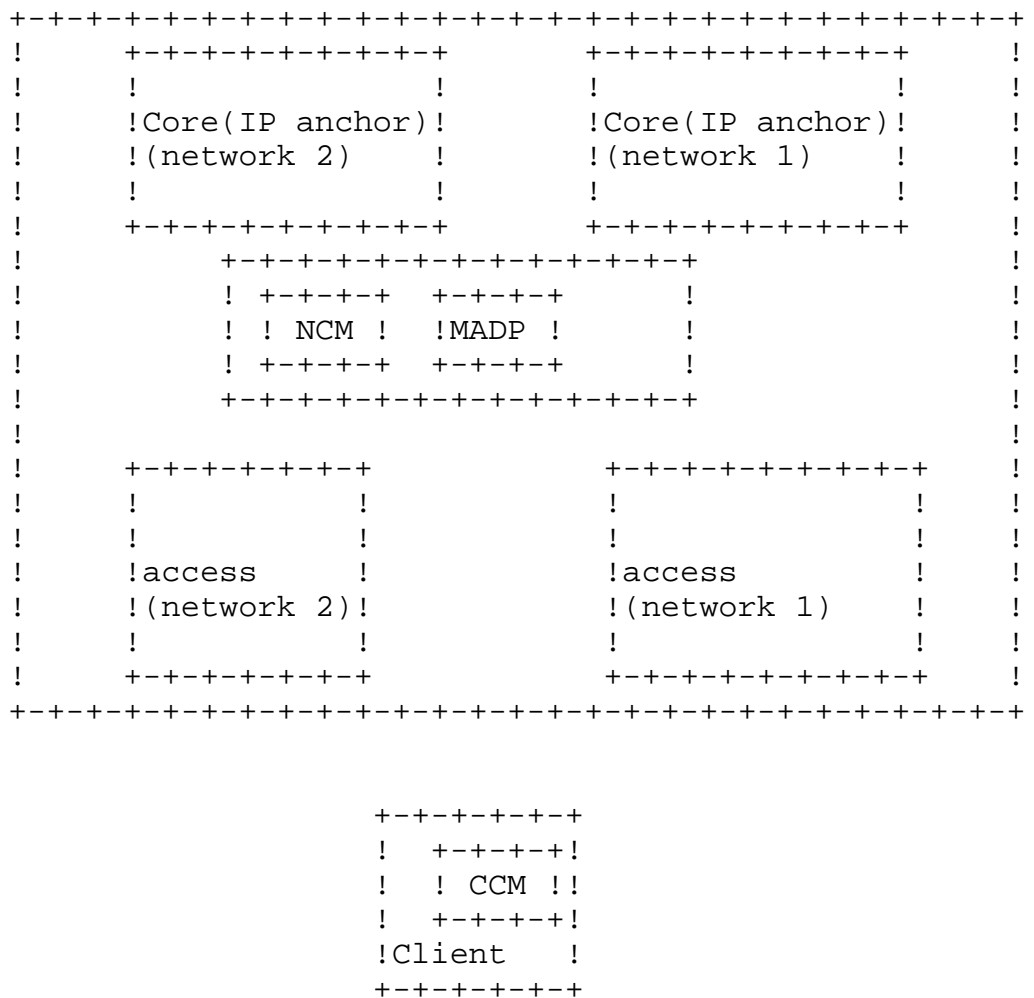 +-+-+-+-+-+-+-+-+-+-+-+-+-+-+-+-+-+-+-+-+-+-+-+-+-+-+
!     +-+-+-+-+-+-+-+-+       +-+-+-+-+-+-+-+-+     !
!     !               !       !               !     !
!     !Core(IP anchor)!       !Core(IP anchor)!     !
!     !(network 2)    !       !(network 1)    !     !
!     !               !       !               !     !
!     +-+-+-+-+-+-+-+-+       +-+-+-+-+-+-+-+-+     !
!          +-+-+-+-+-+-+-+-+-+-+-+-+                !
!          ! +-+-+-+  +-+-+-+      !                !
!          ! ! NCM !  !MADP !      !                !
!          ! +-+-+-+  +-+-+-+      !                !
!          +-+-+-+-+-+-+-+-+-+-+-+-+                !
!                                                   !
!     +-+-+-+-+-+-+            +-+-+-+-+-+-+-+-+    !
!     !           !            !               !    !
!     !           !            !               !    !
!     !access     !            !access         !    !
!     !(network 2)!            !(network 1)    !    !
!     !           !            !               !    !
!     +-+-+-+-+-+-+            +-+-+-+-+-+-+-+-+    !
+-+-+-+-+-+-+-+-+-+-+-+-+-+-+-+-+-+-+-+-+-+-+-+-+-+-+
                   +-+-+-+-+-+
                   !  +-+-+-+!
                   !  ! CCM !!
                   !  +-+-+-+!
                   !Client   !
                   +-+-+-+-+-+